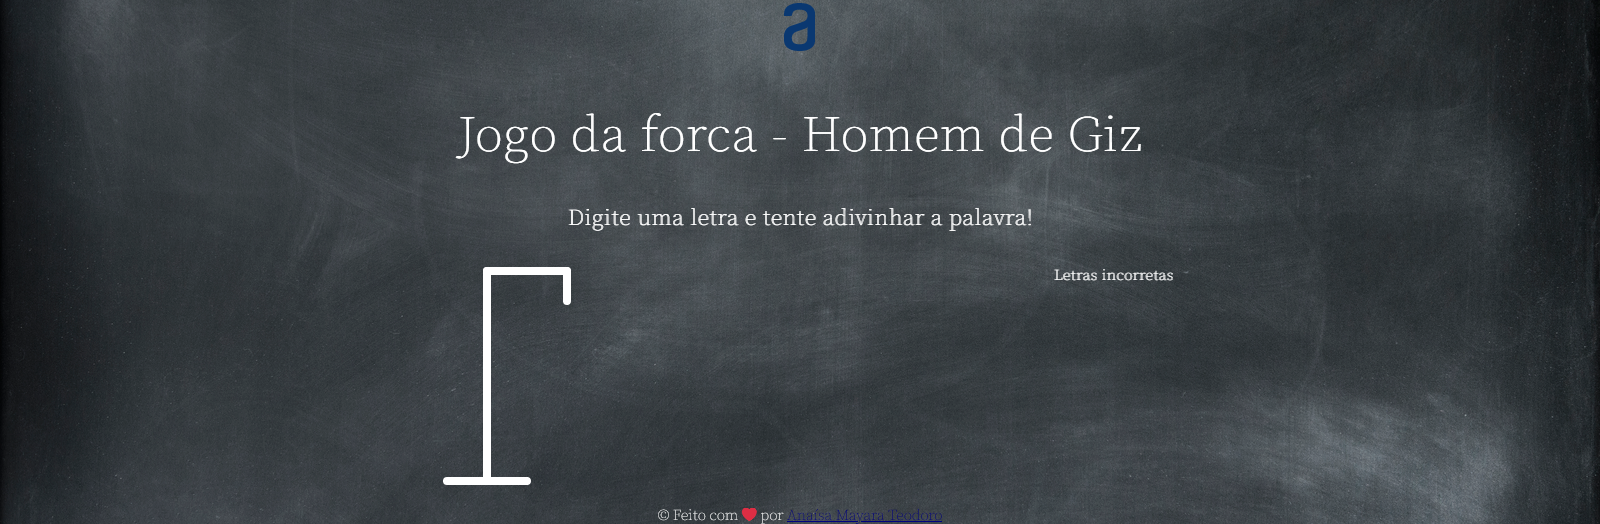 a
Jogo da forca - Homem de Giz
Digite uma letra e tente adivinhar a palavra!
Letras incorretas
© Feito com ❤ por Anaísa Mayara Teodoro